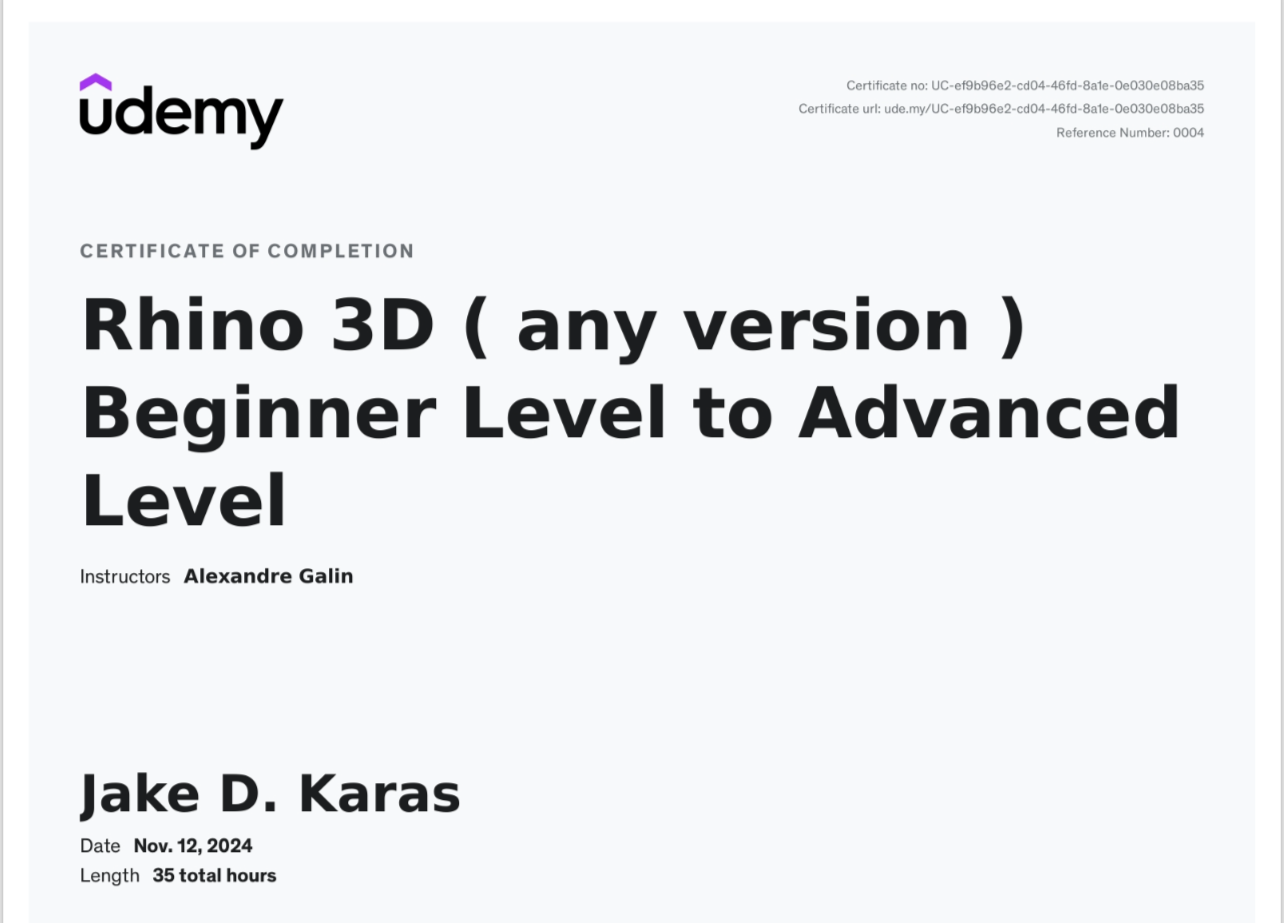 udemy
Certificate no: UC-ef9b96e2-cd04-46fd-8a1e-0e030e08ba35
Certificate url: ude.my/UC-ef9b96e2-cd04-46fd-8a1e-0e030e08ba35
Reference Number: 0004
CERTIFICATE OF COMPLETION
Rhino 3D ( any version )
Beginner Level to Advanced
Level
Instructors Alexandre Galin
Jake D. Karas
Date Nov. 12, 2024
Length 35 total hours